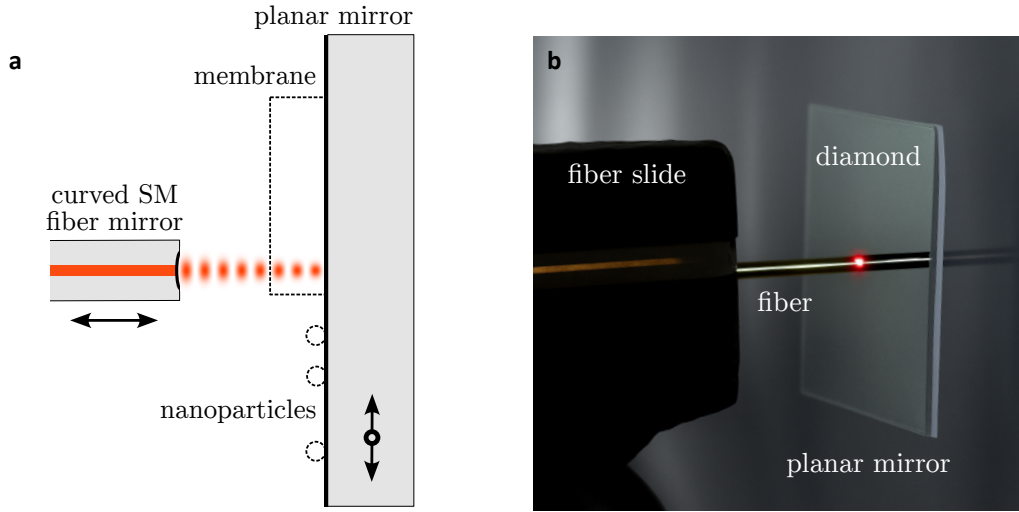 a
planar mirror
membrane
curved SM
fiber mirror
nanoparticles
b
fiber slide
diamond
fiber
planar mirror